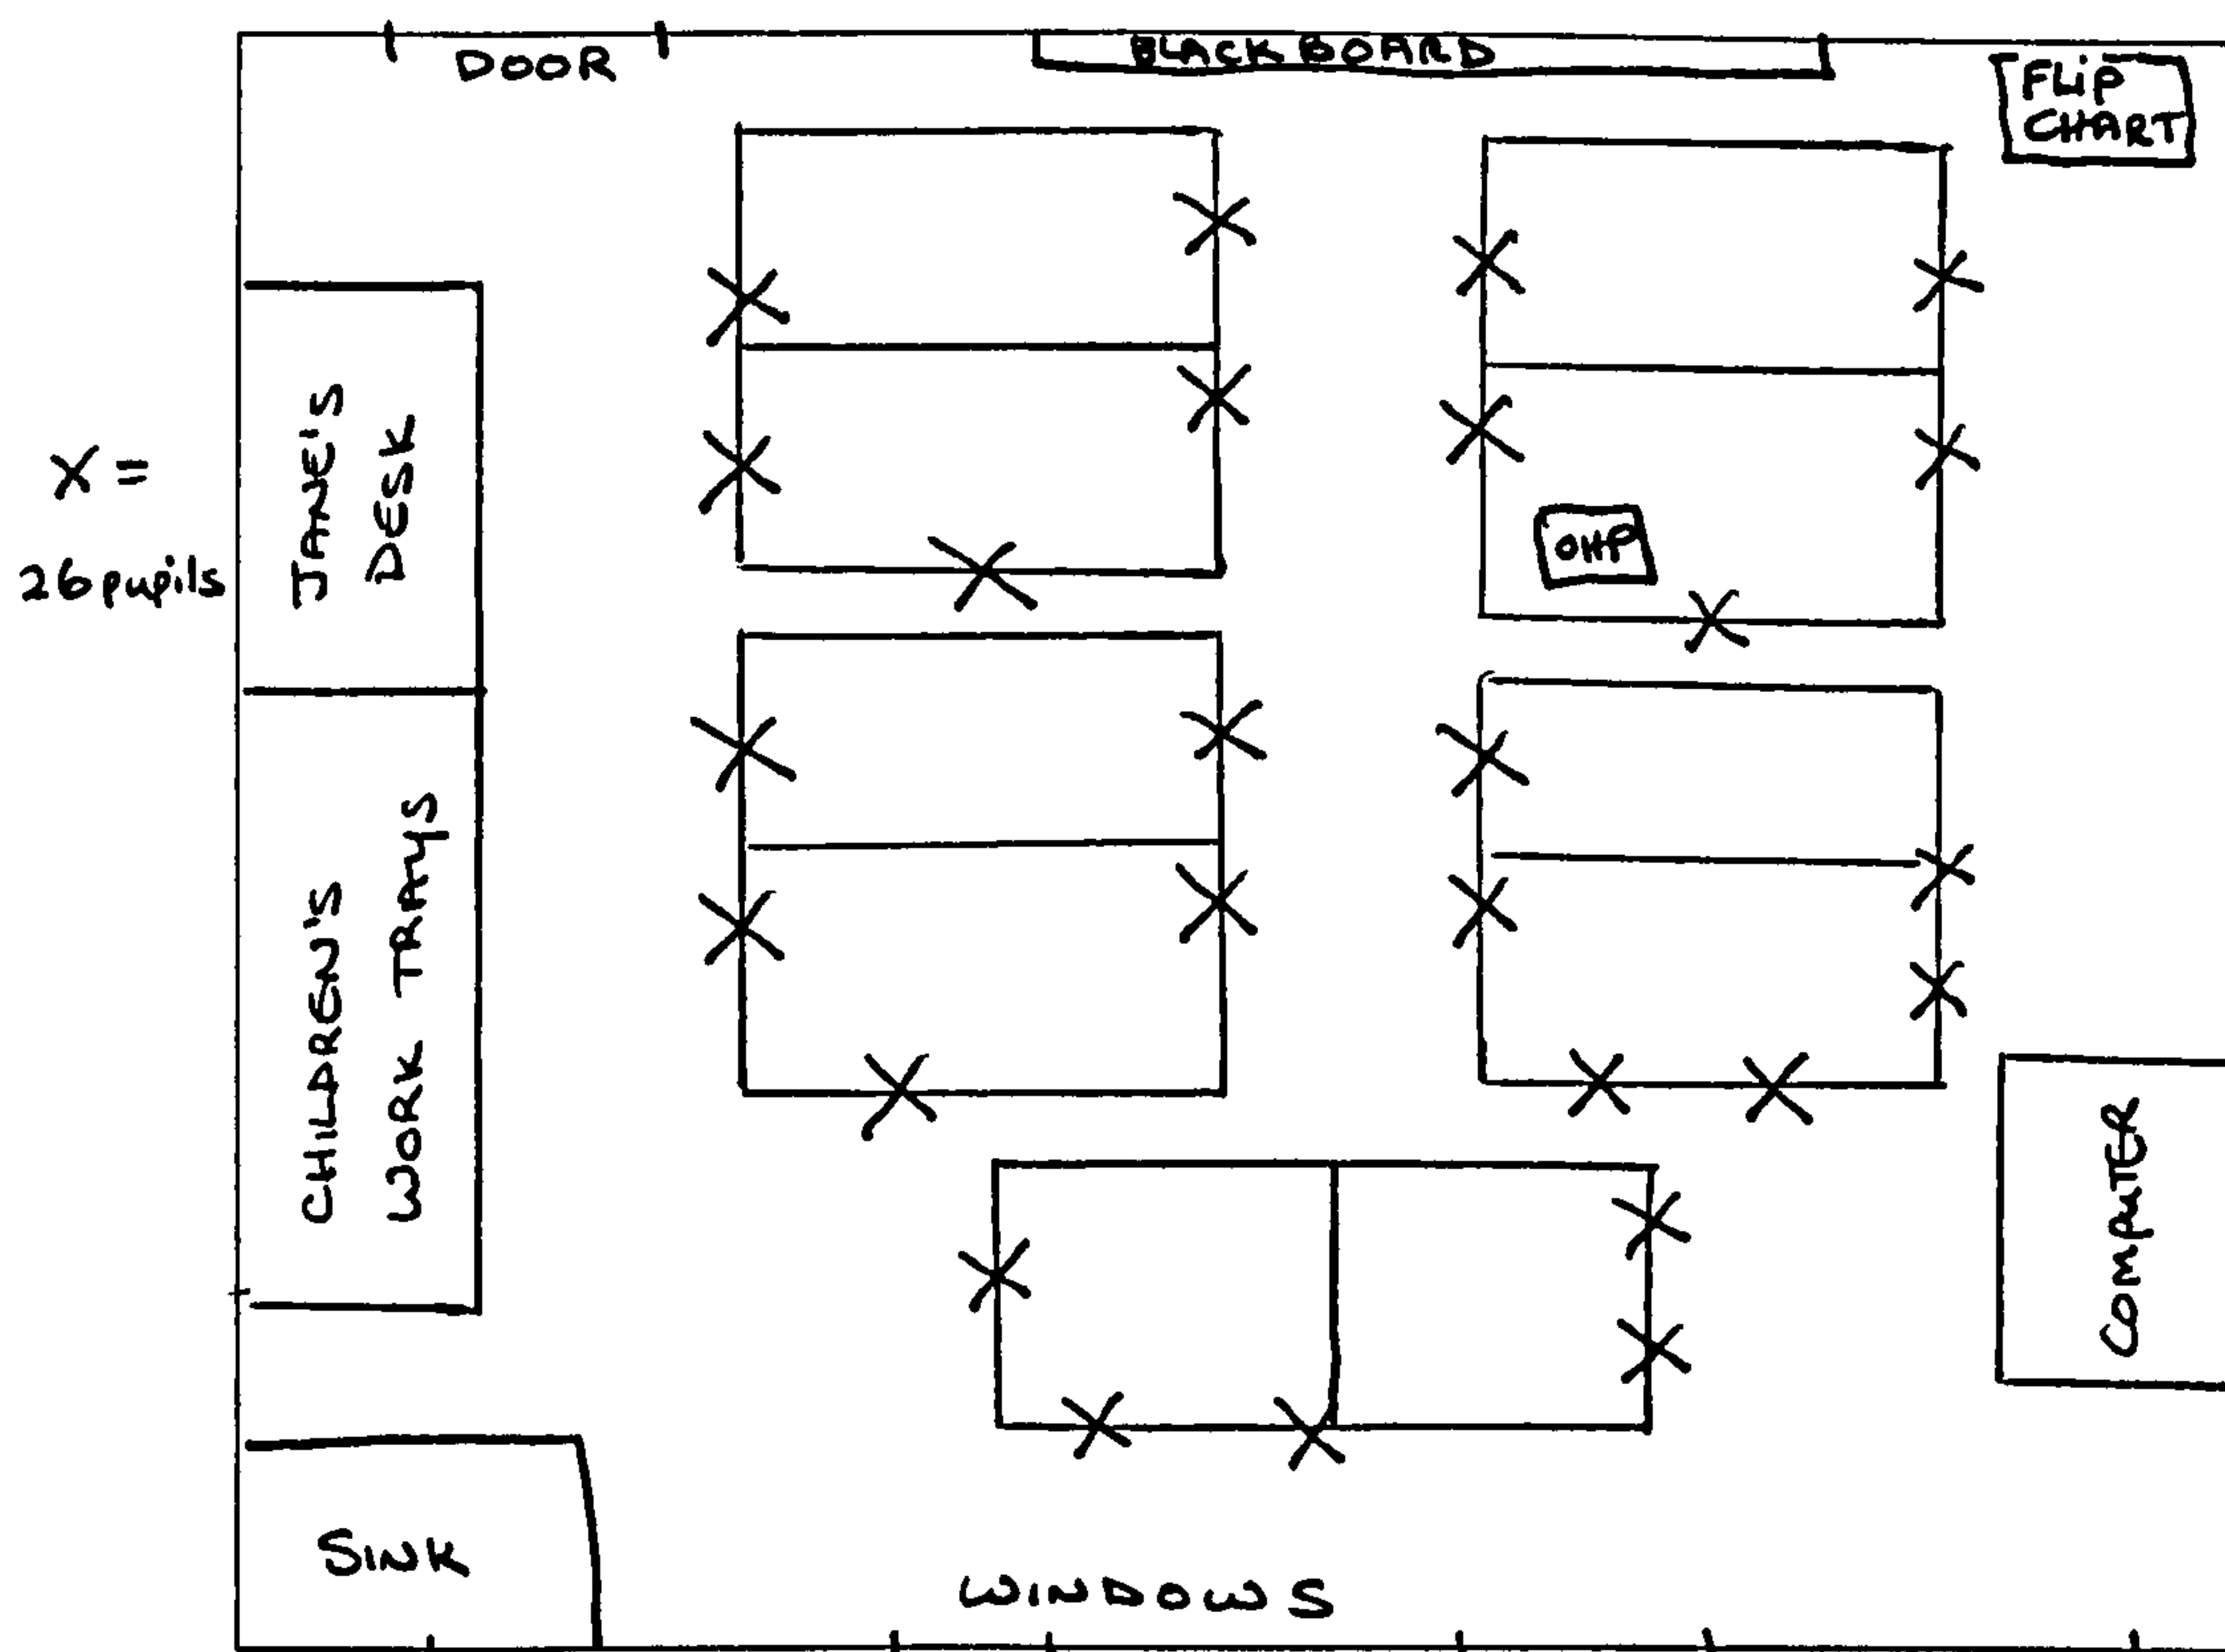 DOOR
BLACKBOARD
FLIP
CHART
X =
26 pupils
JANE'S
DESK
OHP
CHILDREN'S
WORK TRAYS
COMPUTER
SINK
WINDOWS